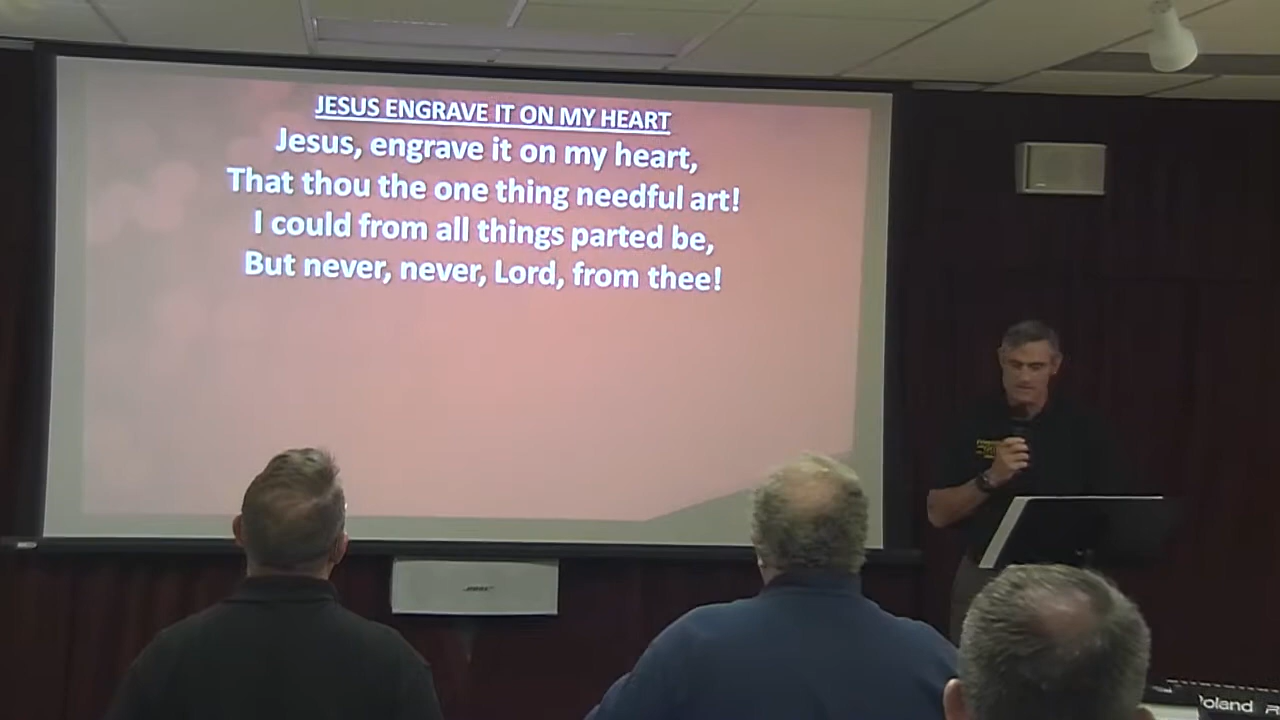 JESUS ENGRAVE IT ON MY HEART
Jesus, engrave it on my heart,
That thou the one thing needful art!
I could from all things parted be,
But never, never, Lord, from thee!
BOSE
Roland